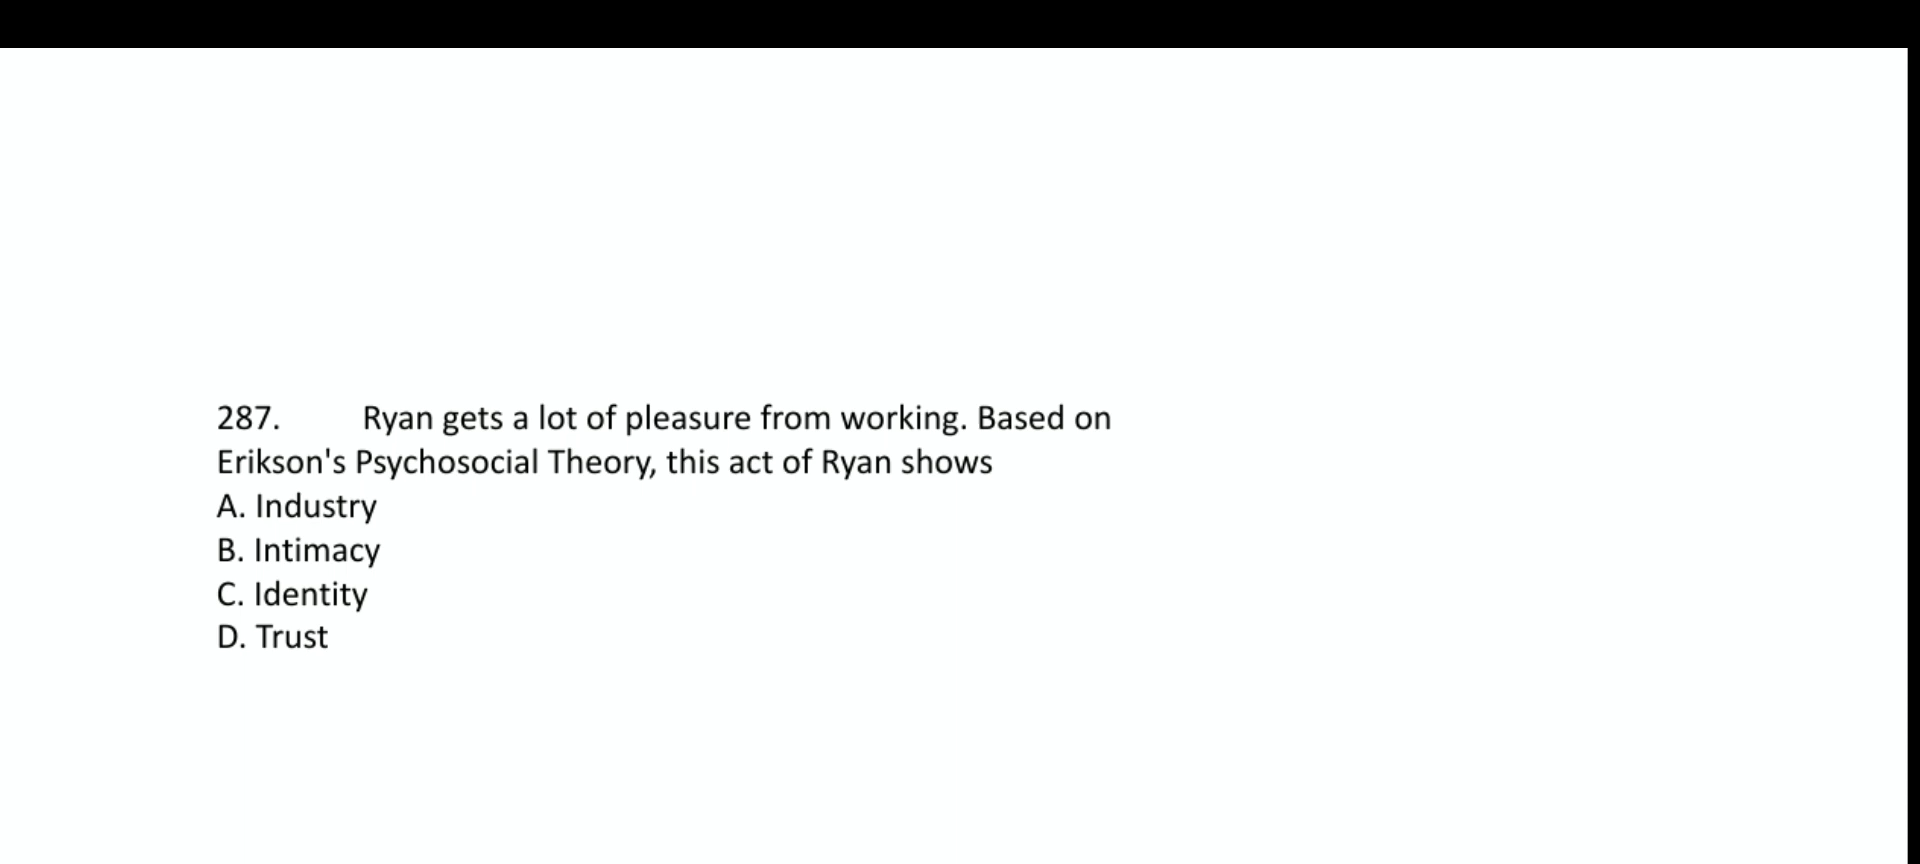 287. Ryan gets a lot of pleasure from working. Based on
Erikson's Psychosocial Theory, this act of Ryan shows
A. Industry
B. Intimacy
C. Identity
D. Trust